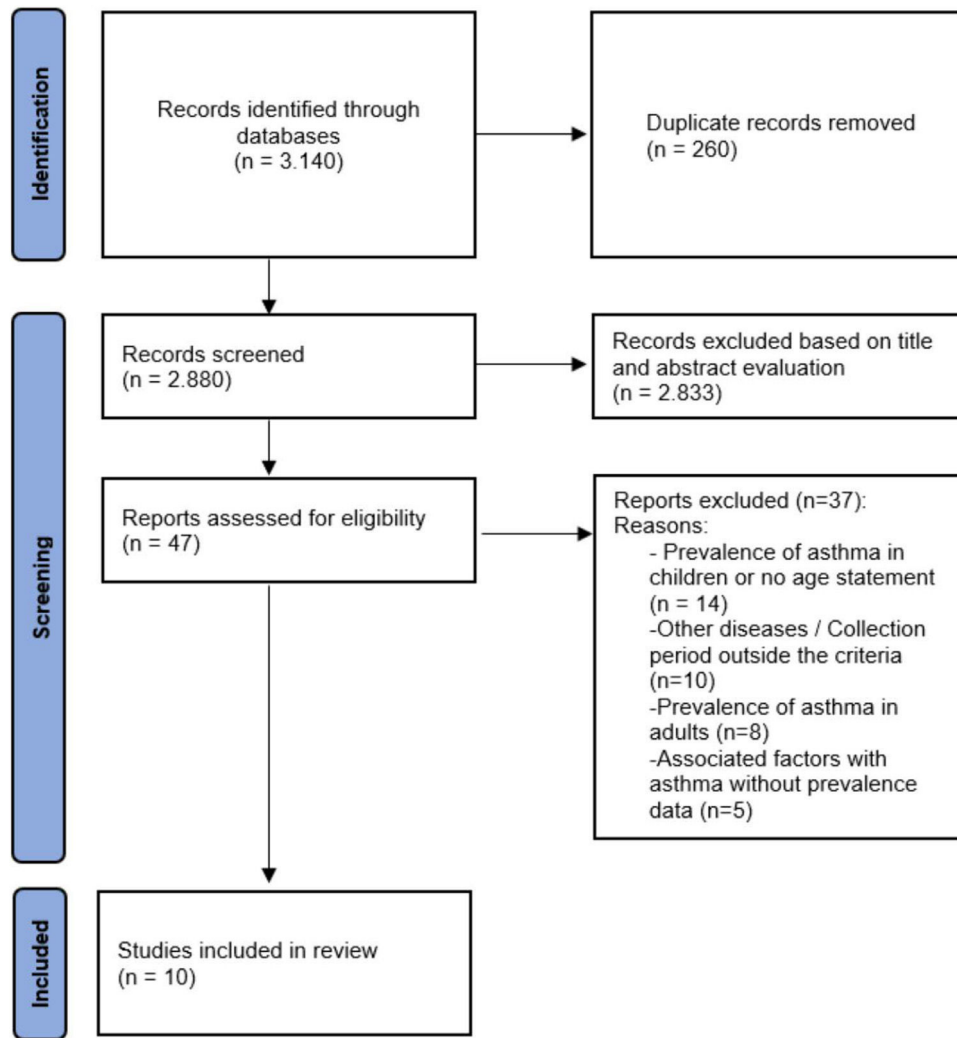 Identification
Records identified through
databases
(n = 3.140)
Duplicate records removed
(n = 260)
Screening
Records screened
(n = 2.880)
Records excluded based on title
and abstract evaluation
(n = 2.833)
Reports assessed for eligibility
(n = 47)
Reports excluded (n=37):
Reasons:
- Prevalence of asthma in
children or no age statement
(n = 14)
-Other diseases / Collection
period outside the criteria
(n=10)
-Prevalence of asthma in
adults (n=8)
-Associated factors with
asthma without prevalence
data (n=5)
Included
Studies included in review
(n = 10)